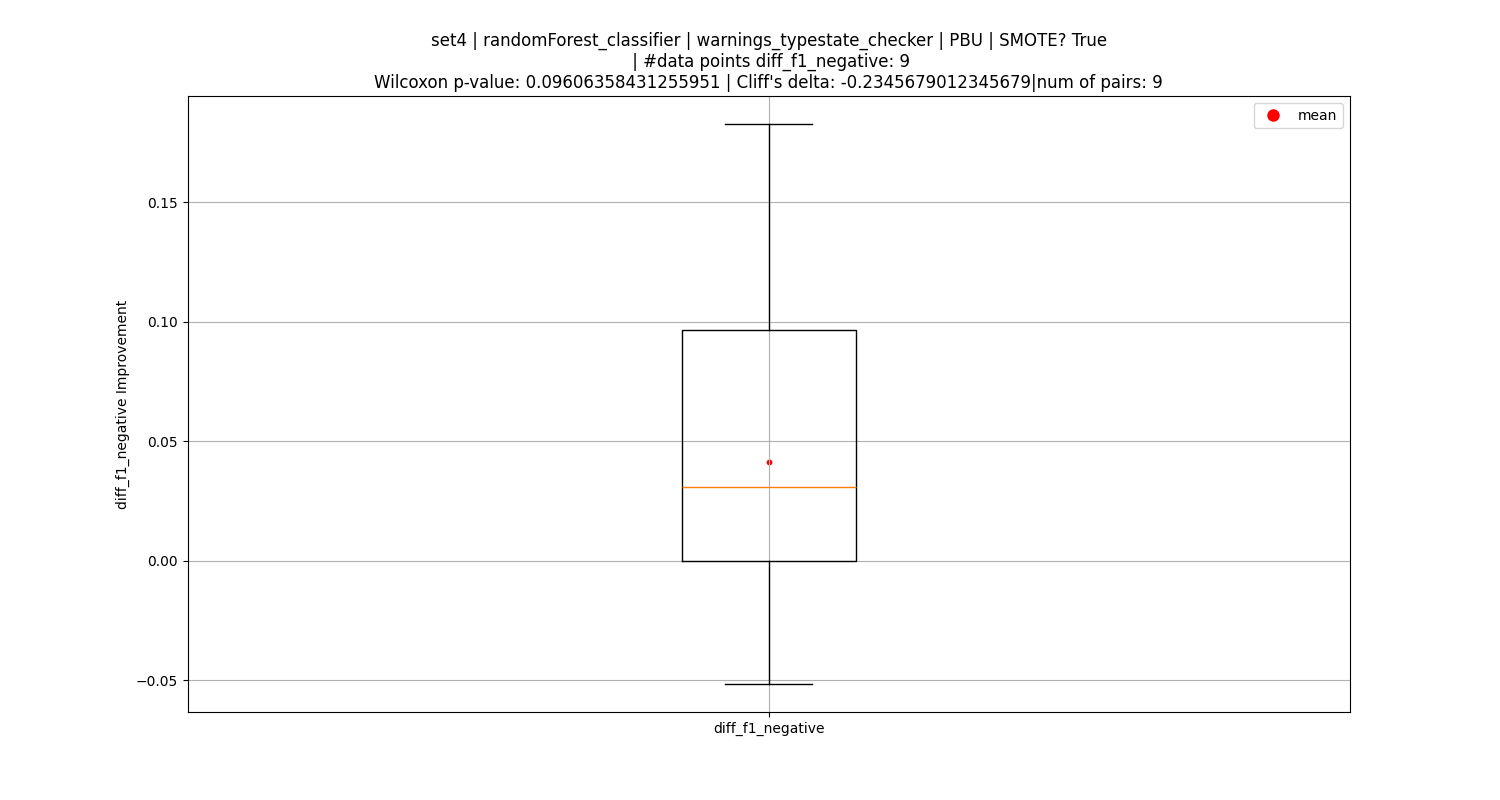 set4 | randomForest_classifier | warnings_typestate_checker | PBU | SMOTE? True
| #data points diff_f1_negative: 9
Wilcoxon p-value: 0.09606358431255951 | Cliff's delta: -0.2345679012345679|num of pairs: 9
mean
0.15
0.10
0.05
0.00
−0.05
diff_f1_negative Improvement
diff_f1_negative